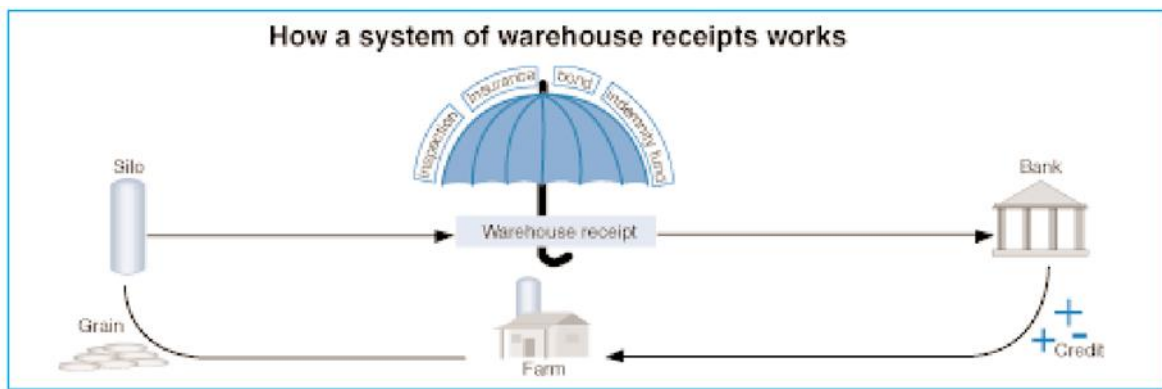 How a system of warehouse receipts works
Inspection
Insurance
bond
Indemnity fund
Silo
Bank
Warehouse receipt
Grain
Farm
Credit